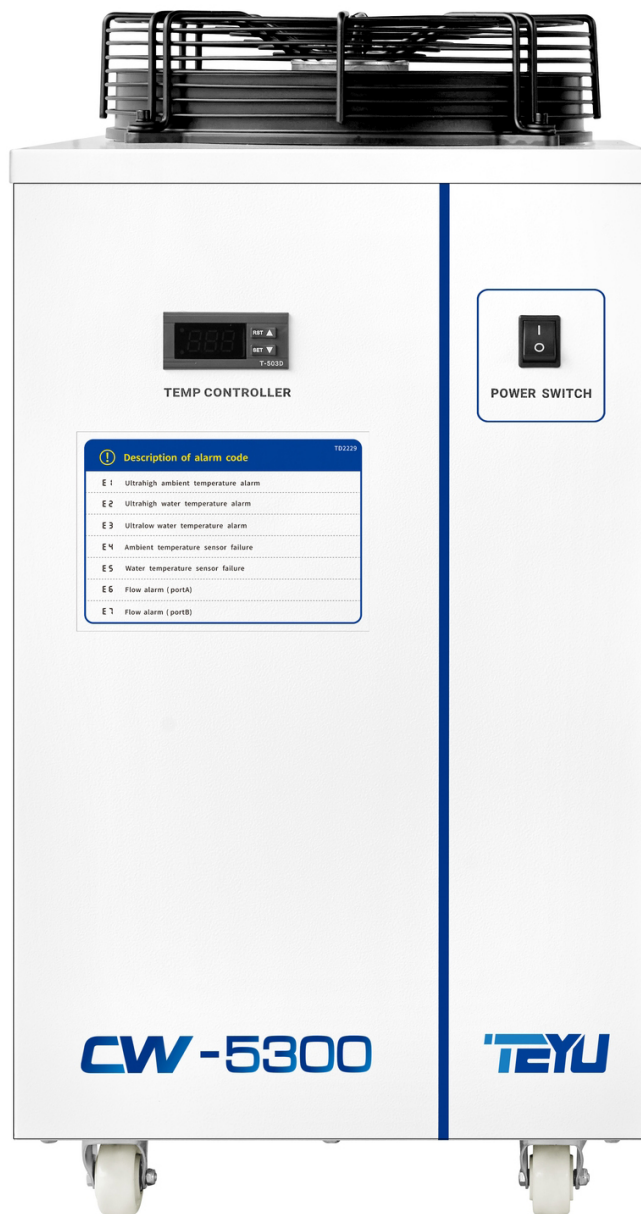 RST ▲
SET ▼
T-503D
TEMP CONTROLLER
I
O
POWER SWITCH
TD2229
! Description of alarm code
E1 Ultrahigh ambient temperature alarm
E2 Ultrahigh water temperature alarm
E3 Ultralow water temperature alarm
E4 Ambient temperature sensor failure
E5 Water temperature sensor failure
E6 Flow alarm (portA)
E7 Flow alarm (portB)
CW-5300
TEYU